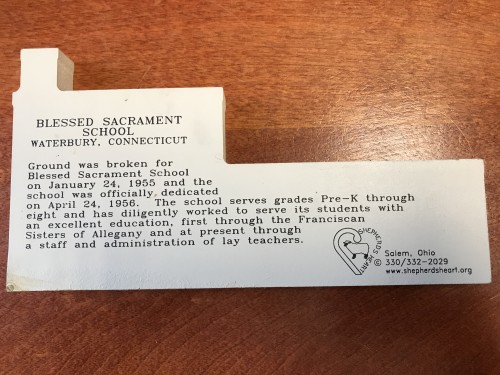 BLESSED SACRAMENT
SCHOOL
WATERBURY, CONNECTICUT
Ground was broken for
Blessed Sacrament School
on January 24, 1955 and the
school was officially dedicated
on April 24, 1956. The school serves grades Pre-K through
eight and has diligently worked to serve its students with
an excellent education, first through the Franciscan
Sisters of Allegany and at present through
a staff and administration of lay teachers.
SHEPHERDS HEART
Salem, Ohio
© 330/332-2029
www.shepherdsheart.org